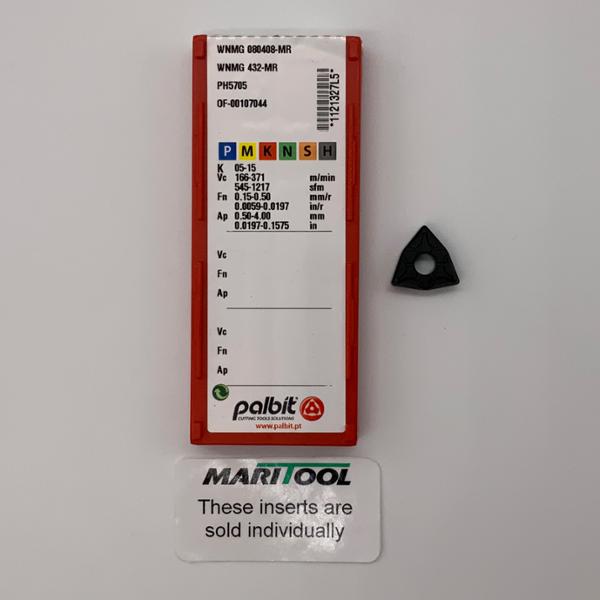 WNMG 080408-MR
WNMG 432-MR
PH5705
OF-00107044
*1121327L5*
P M K N S H
K 05-15
Vc 166-371 m/min
545-1217 sfm
Fn 0.15-0.50 mm/r
0.0059-0.0197 in/r
Ap 0.50-4.00 mm
0.0197-0.1575 in
Vc
Fn
Ap
Vc
Fn
Ap
palbit
CUTTING TOOLS SOLUTIONS
www.palbit.pt
MARITOOL
These inserts are
sold individually